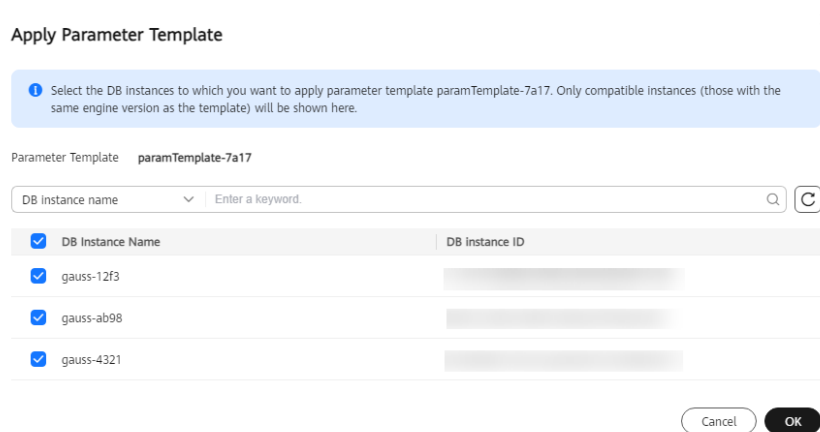 Apply Parameter Template
Select the DB instances to which you want to apply parameter template paramTemplate-7a17. Only compatible instances (those with the
same engine version as the template) will be shown here.
Parameter Template paramTemplate-7a17
DB instance name Enter a keyword.
DB Instance Name DB instance ID
gauss-12f3
gauss-ab98
gauss-4321
Cancel OK